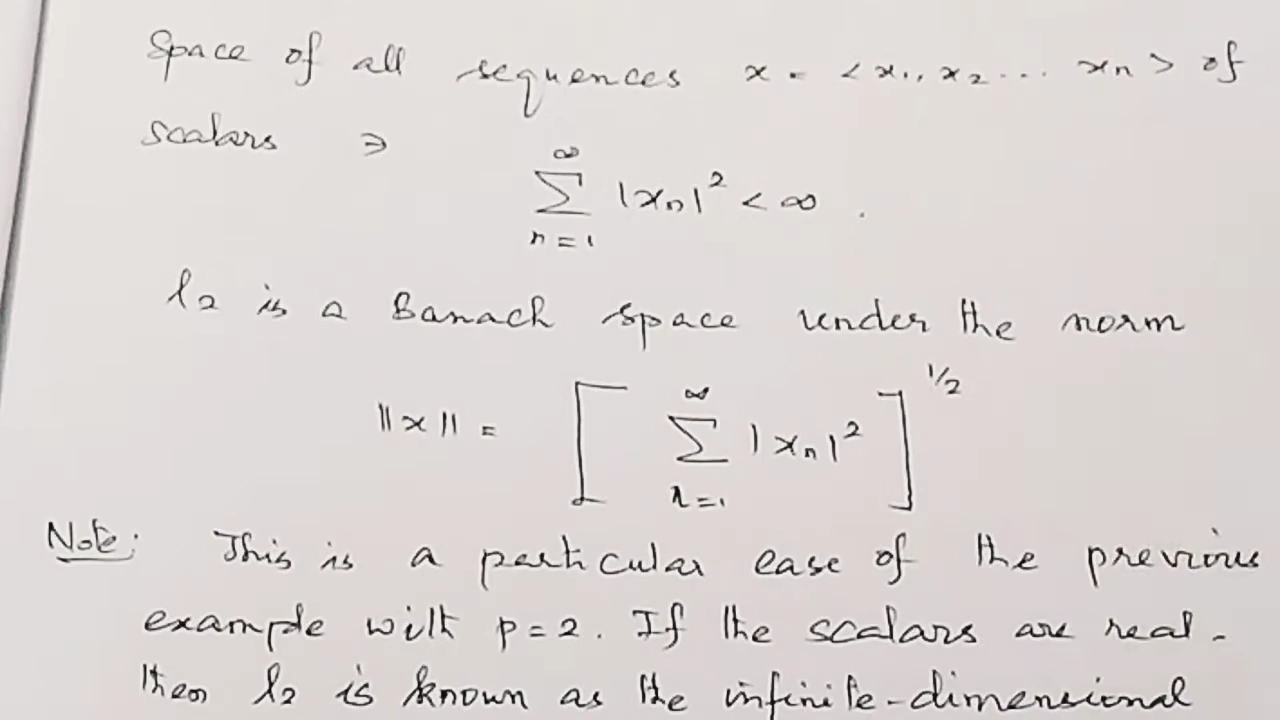 Space of all sequences x = <x1, x2 ... xn> of
scalars ∋
∑_{n=1}^{∞} |xn|² < ∞.
l2 is a Banach space under the norm
||x|| = [ ∑_{n=1}^{∞} |xn|² ]^{1/2}
Note: This is a particular case of the previous
example with p=2. If the scalars are real.
then l2 is known as the infinite-dimensional